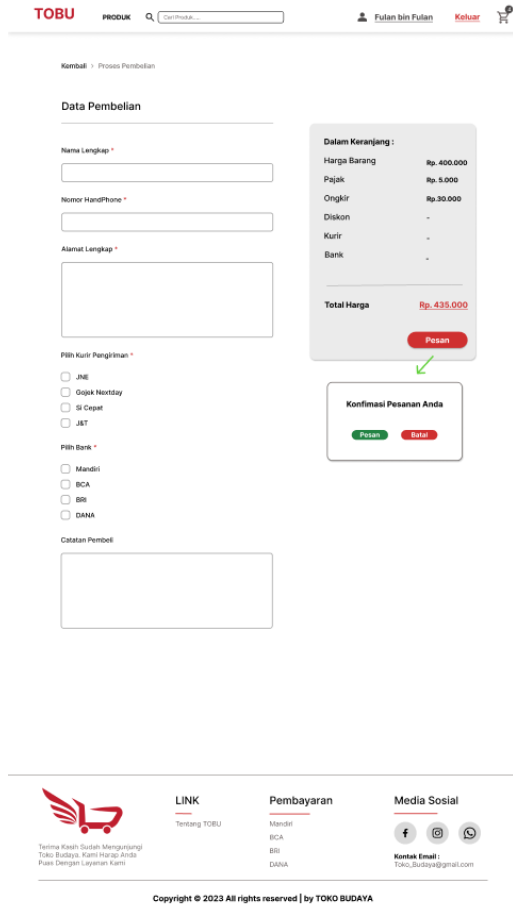 TOBU
PRODUK
Cari Produk....
Fulan bin Fulan
Keluar
Kembali > Proses Pembelian
Data Pembelian
Nama Lengkap *
Nomor HandPhone *
Alamat Lengkap *
Pilih Kurir Pengiriman *
JNE
Gojek Nextday
Si Cepat
J&T
Pilih Bank *
Mandiri
BCA
BRI
DANA
Catatan Pembeli
Dalam Keranjang :
Harga Barang Rp. 400.000
Pajak Rp. 5.000
Ongkir Rp.30.000
Diskon -
Kurir -
Bank -
Total Harga Rp. 435.000
Pesan
Konfimasi Pesanan Anda
Pesan Batal
Terima Kasih Sudah Mengunjungi
Toko Budaya. Kami Harap Anda
Puas Dengan Layanan Kami
LINK
Tentang TOBU
Pembayaran
Mandiri
BCA
BRI
DANA
Media Sosial
Kontak Email :
Toko_Budaya@gmail.com
Copyright © 2023 All rights reserved | by TOKO BUDAYA